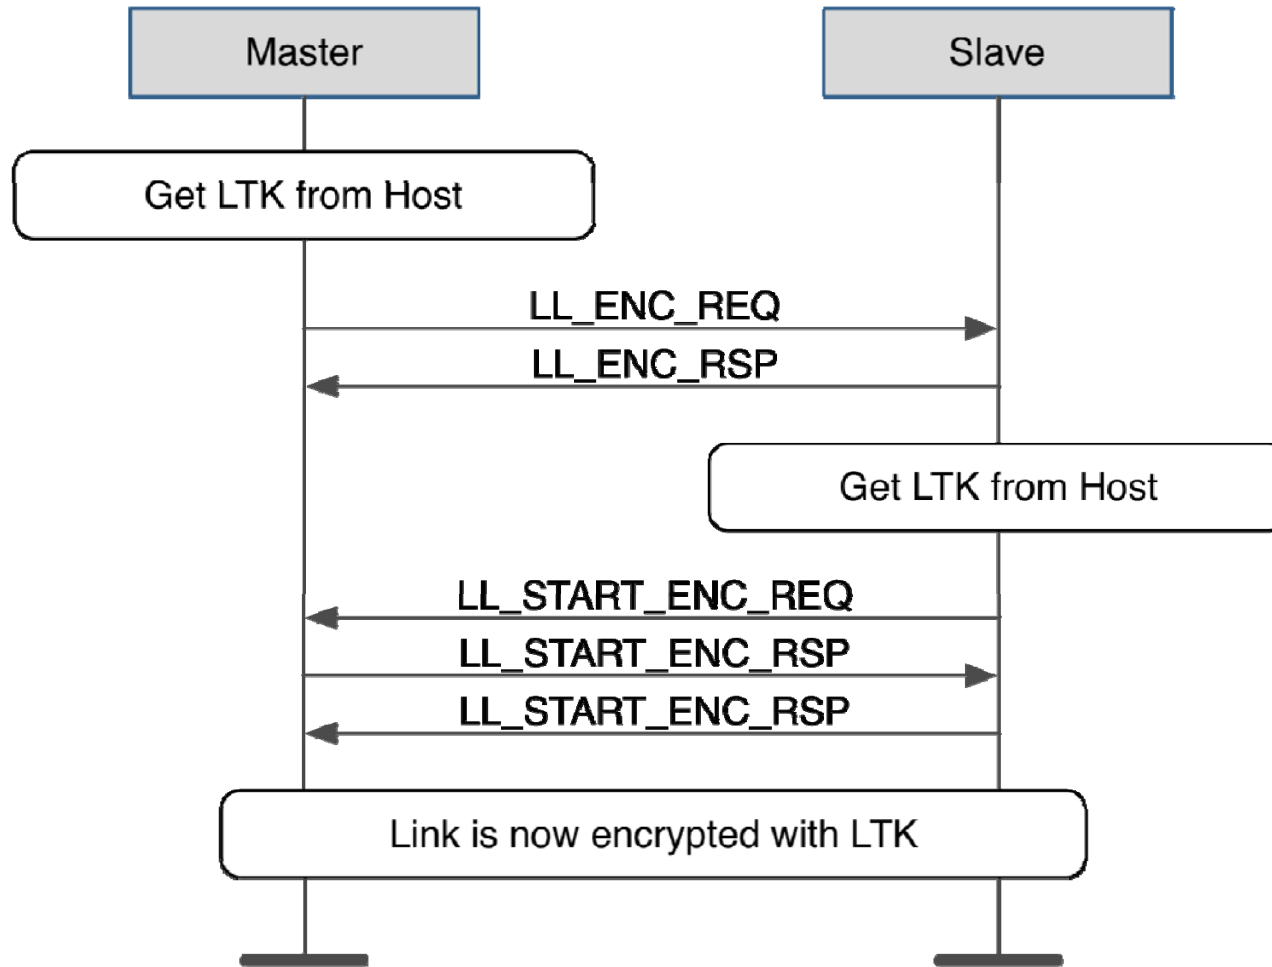 Master
Slave
Get LTK from Host
LL_ENC_REQ
LL_ENC_RSP
Get LTK from Host
LL_START_ENC_REQ
LL_START_ENC_RSP
LL_START_ENC_RSP
Link is now encrypted with LTK